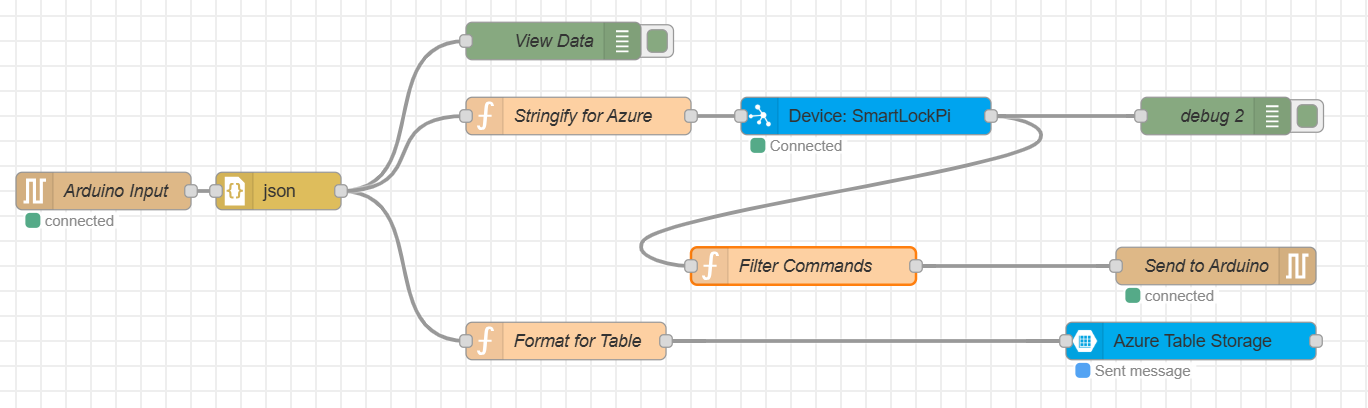 View Data
Stringify for Azure
Device: SmartLockPi
debug 2
Connected
Arduino Input
json
connected
Filter Commands
Send to Arduino
connected
Format for Table
Azure Table Storage
Sent message